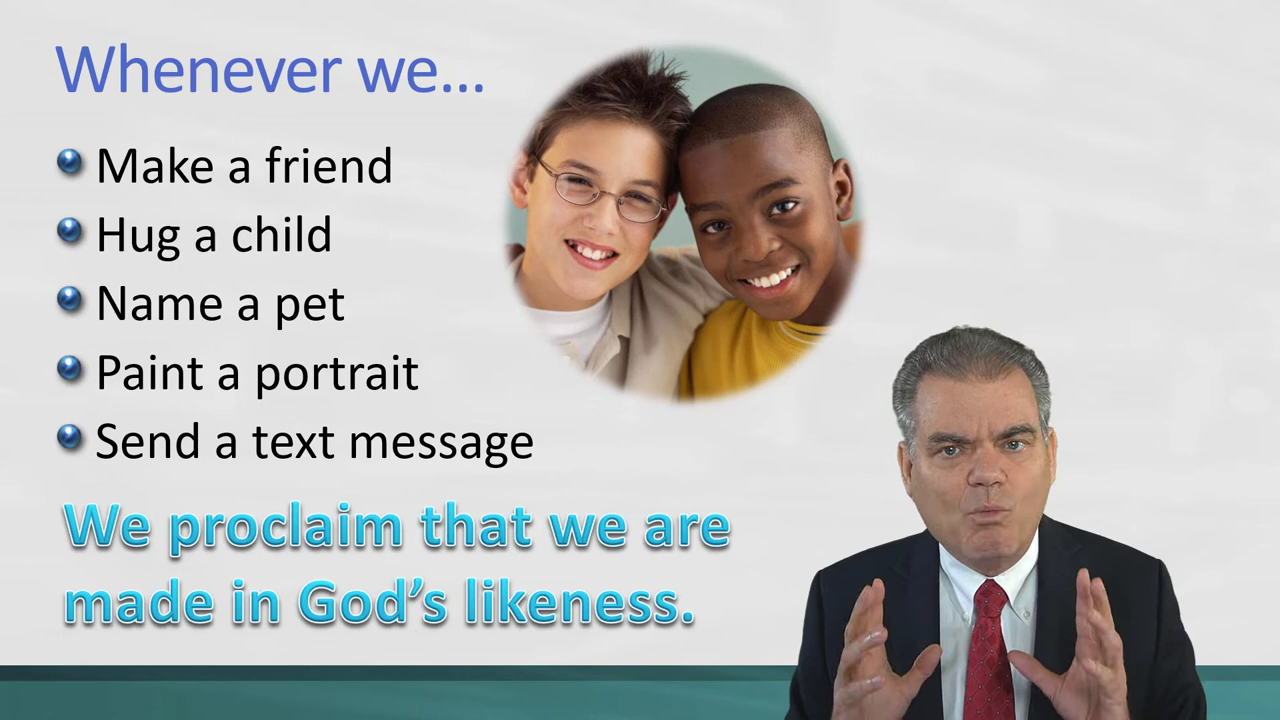 Whenever we...
Make a friend
Hug a child
Name a pet
Paint a portrait
Send a text message
We proclaim that we are
made in God's likeness.